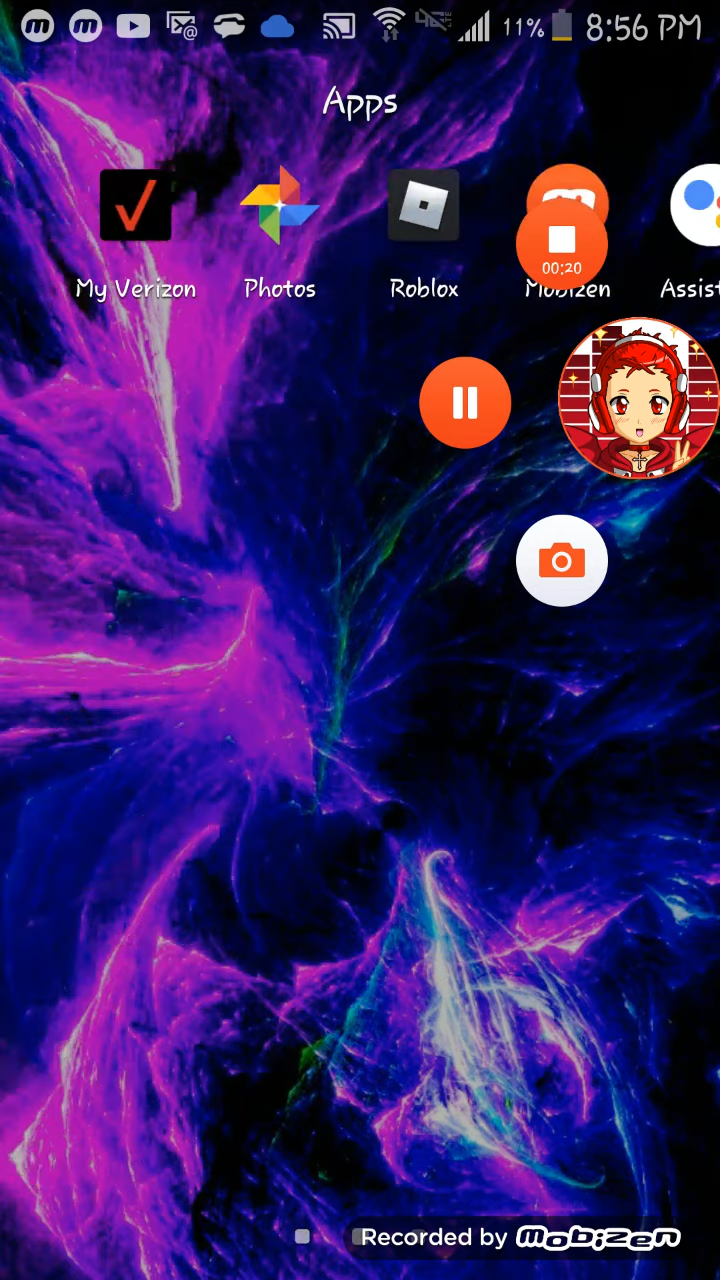 11% 8:56 PM
Apps
00:20
My Verizon Photos Roblox Mobizen Assist
Recorded by Mobizen